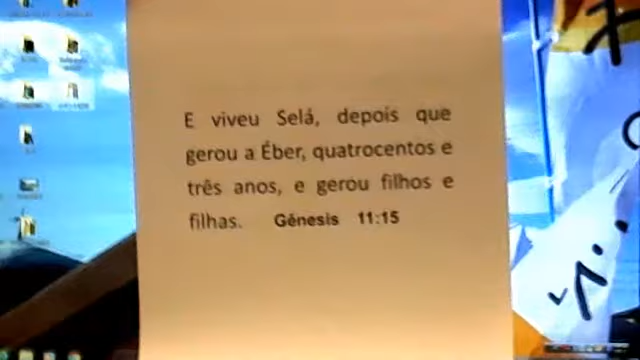 E viveu Selá, depois que
gerou a Éber, quatrocentos e
três anos, e gerou filhos e
filhas. Génesis 11:15